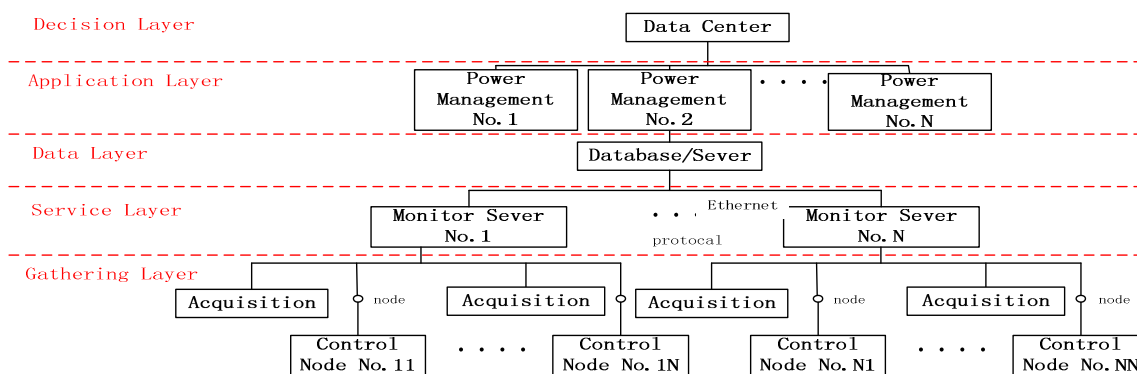 Decision Layer
Data Center
Application Layer
Power
Management
No.1
Power
Management
No.2
. . . .
Power
Management
No.N
Data Layer
Database/Sever
Service Layer
Monitor Sever
No.1
. . .
Ethernet
protocal
Monitor Sever
No.N
Gathering Layer
Acquisition
node
Acquisition
Acquisition
node
Acquisition
node
Control
Node No.11
. . . .
Control
Node No.1N
Control
Node No.N1
. . . .
Control
Node No.NN